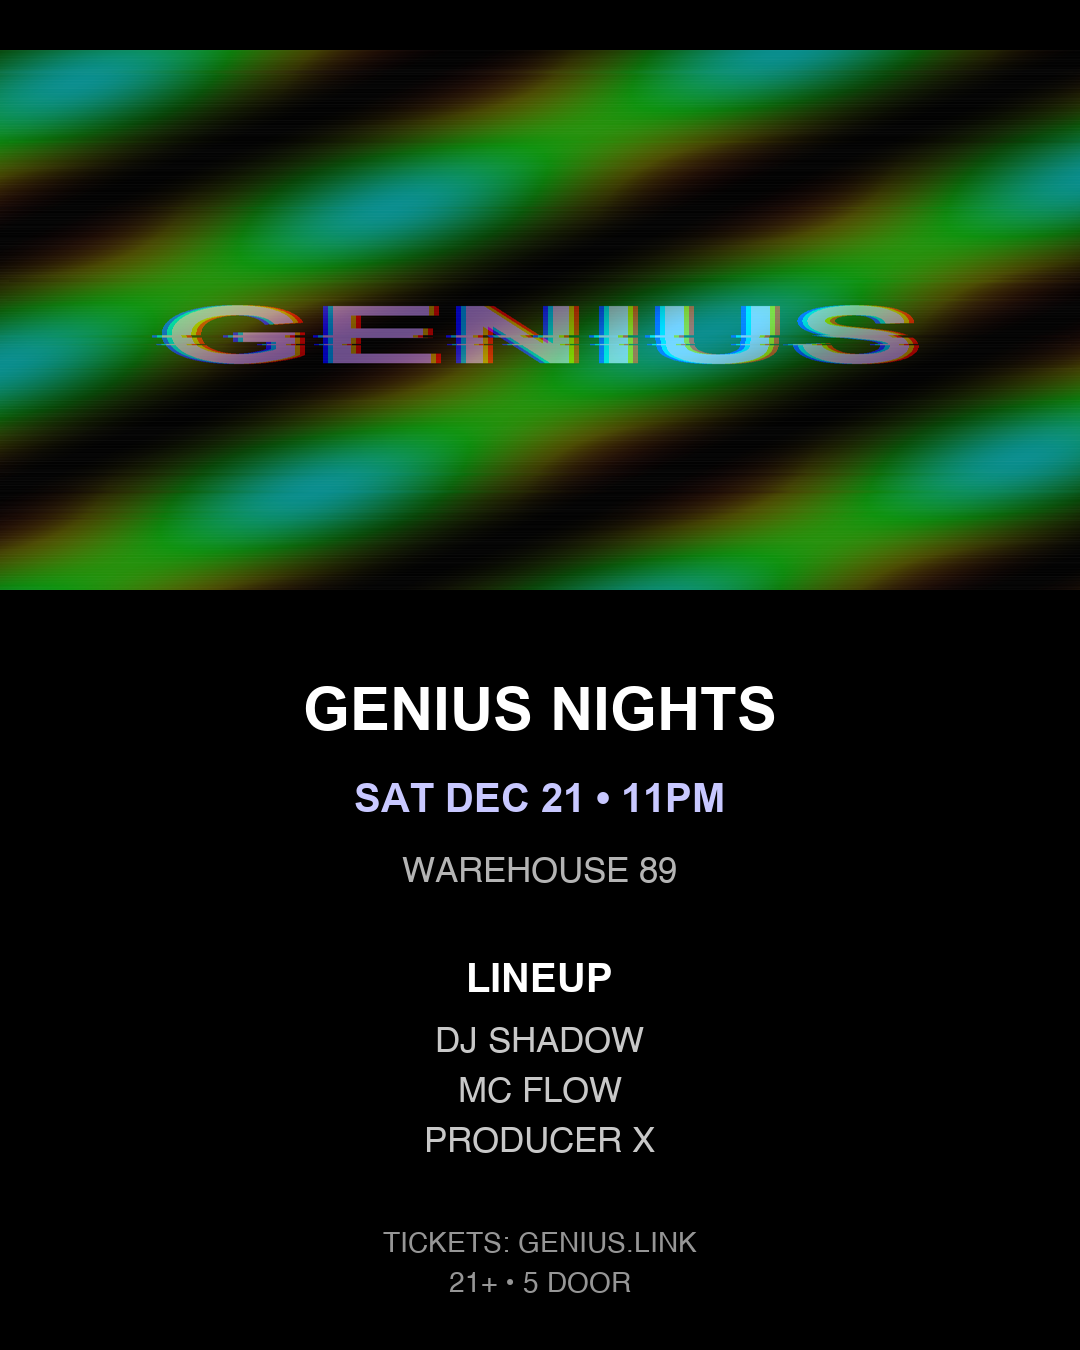 GENIUS
GENIUS NIGHTS
SAT DEC 21 • 11PM
WAREHOUSE 89
LINEUP
DJ SHADOW
MC FLOW
PRODUCER X
TICKETS: GENIUS.LINK
21+ • 5 DOOR